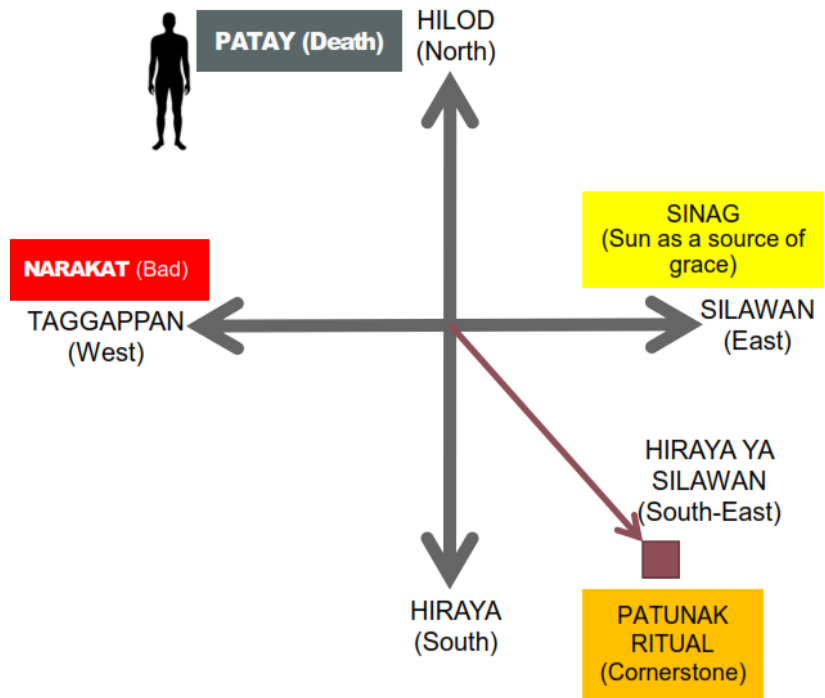 PATAY (Death)
HILOD
(North)
SINAG
(Sun as a source of
grace)
NARAKAT (Bad)
TAGGAPPAN
(West)
SILAWAN
(East)
HIRAYA YA
SILAWAN
(South-East)
HIRAYA
(South)
PATUNAK
RITUAL
(Cornerstone)